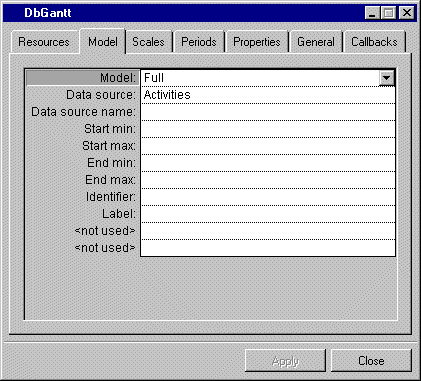 DbGantt
Resources Model Scales Periods Properties General Callbacks
Model: Full
Data source: Activities
Data source name:
Start min:
Start max:
End min:
End max:
Identifier:
Label:
<not used>
<not used>
Apply Close